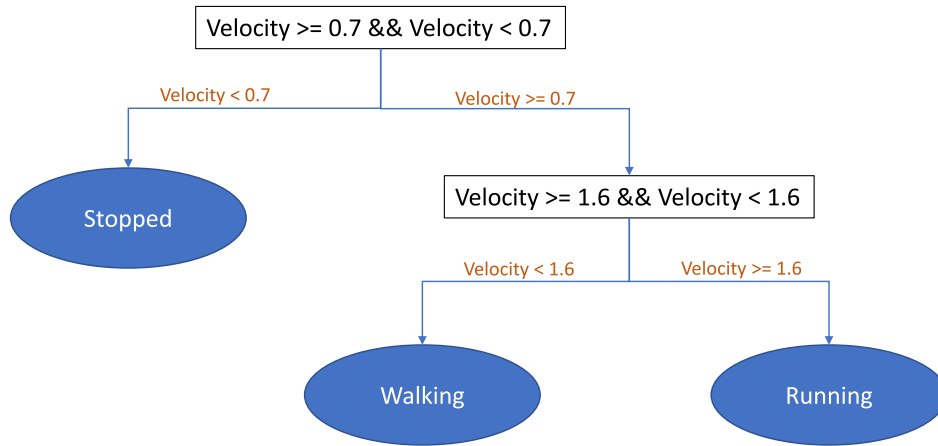 Velocity >= 0.7 && Velocity < 0.7
Velocity < 0.7
Velocity >= 0.7
Stopped
Velocity >= 1.6 && Velocity < 1.6
Velocity < 1.6
Velocity >= 1.6
Walking
Running